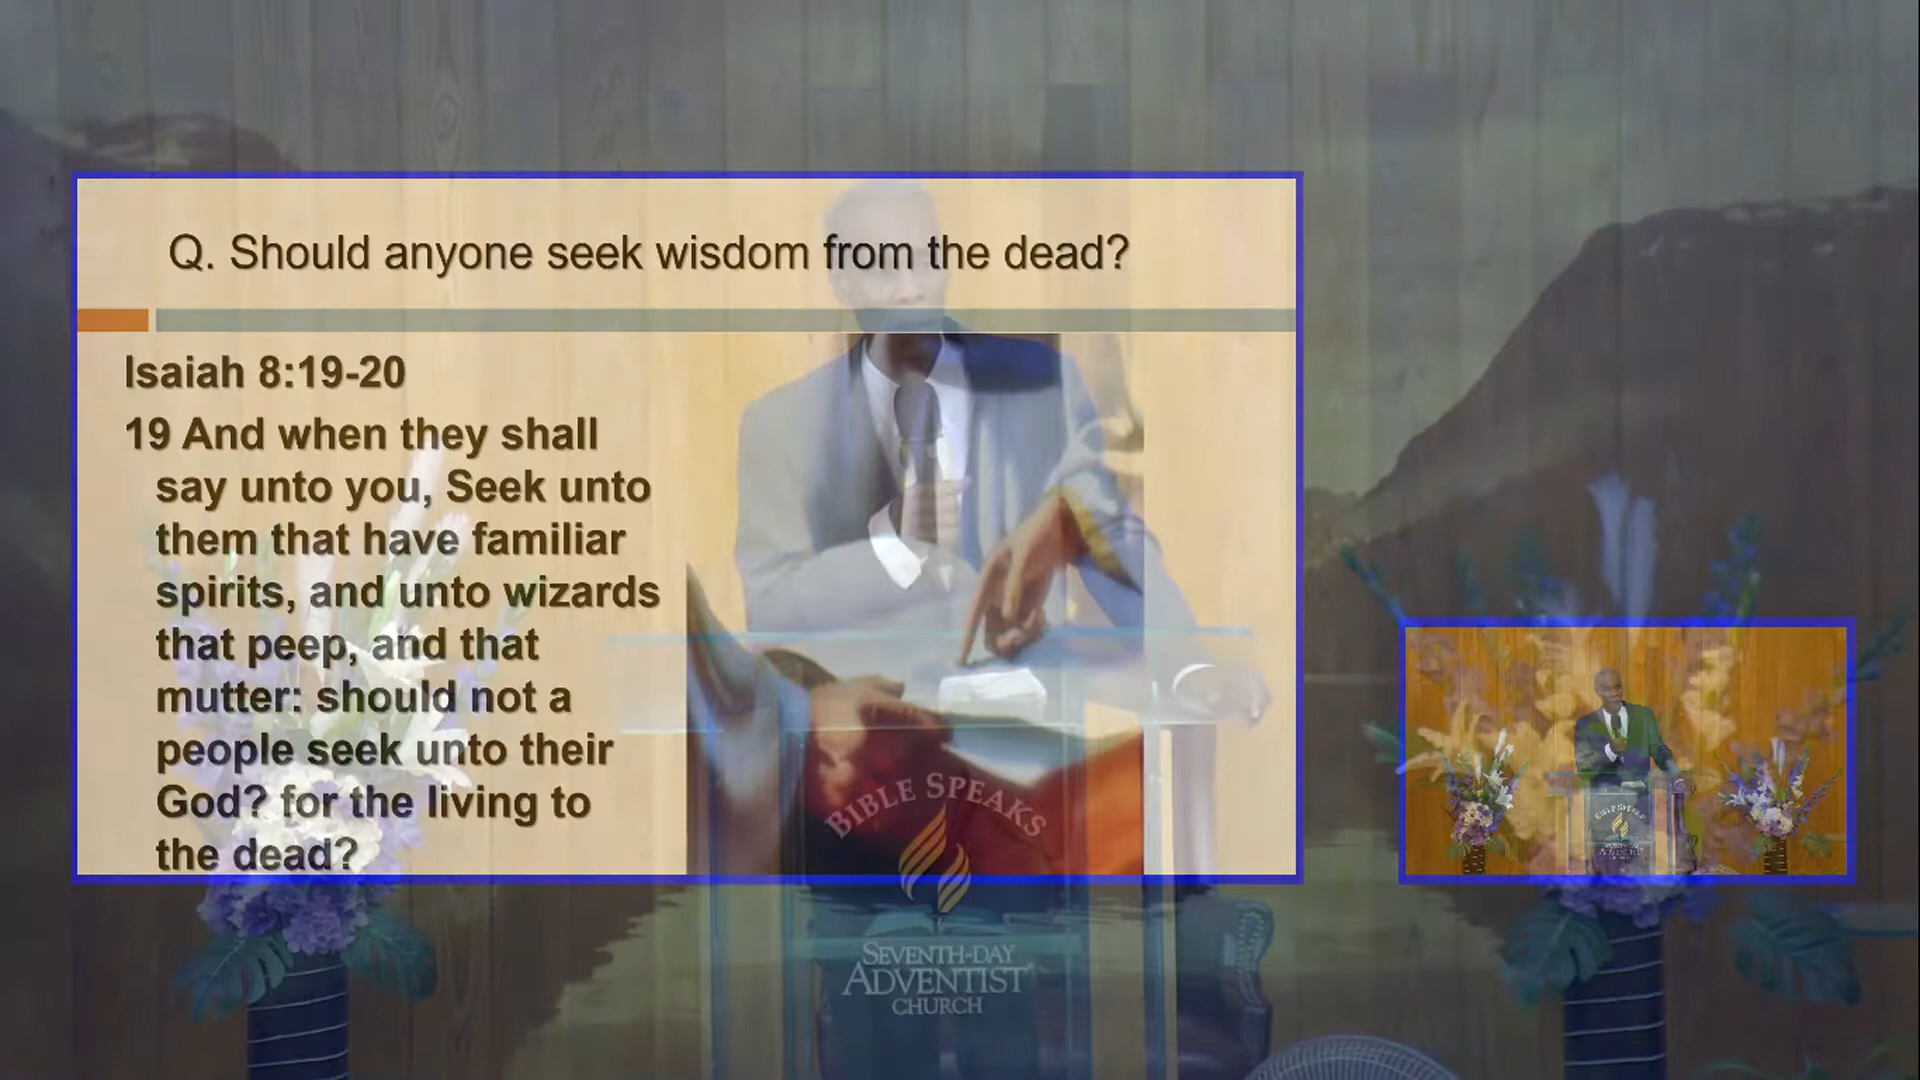 Q. Should anyone seek wisdom from the dead?
Isaiah 8:19-20
19 And when they shall
say unto you, Seek unto
them that have familiar
spirits, and unto wizards
that peep, and that
mutter: should not a
people seek unto their
God? for the living to
the dead?
BIBLE SPEAKS
SEVENTH-DAY
ADVENTIST
CHURCH